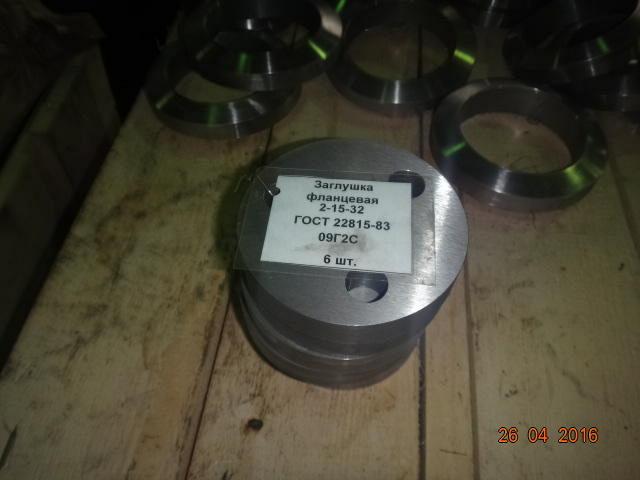 Заглушка
фланцевая
2-15-32
ГОСТ 22815-83
09Г2С
6 шт.
26 04 2016